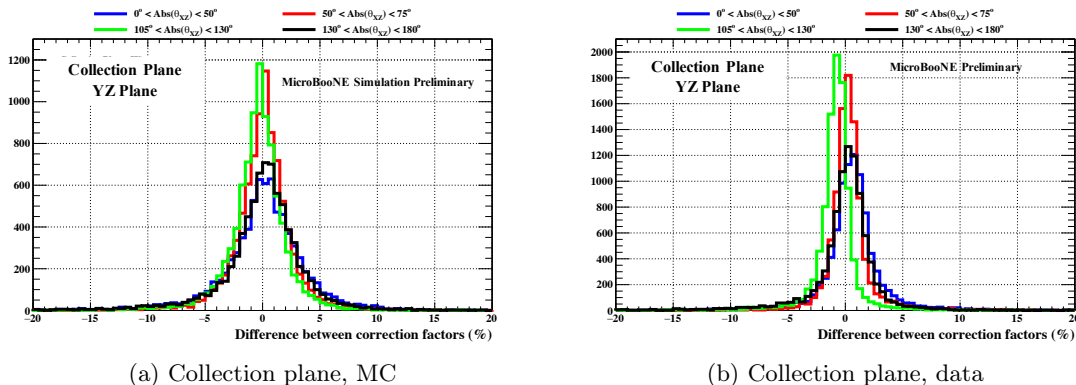 0° < Abs(θXZ) < 50°
50° < Abs(θXZ) < 75°
105° < Abs(θXZ) < 130°
130° < Abs(θXZ) < 180°
Collection Plane
YZ Plane
MicroBooNE Simulation Preliminary
1200
1000
800
600
400
200
0
−20 −15 −10 −5 0 5 10 15 20
Difference between correction factors (%)
(a) Collection plane, MC
0° < Abs(θXZ) < 50°
50° < Abs(θXZ) < 75°
105° < Abs(θXZ) < 130°
130° < Abs(θXZ) < 180°
Collection Plane
YZ Plane
MicroBooNE Preliminary
2000
1800
1600
1400
1200
1000
800
600
400
200
0
−20 −15 −10 −5 0 5 10 15 20
Difference between correction factors (%)
(b) Collection plane, data